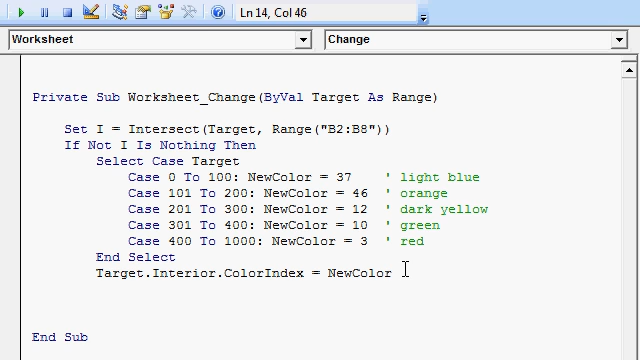 Ln 14, Col 46
Worksheet Change
Private Sub Worksheet_Change(ByVal Target As Range)
Set I = Intersect(Target, Range("B2:B8"))
If Not I Is Nothing Then
Select Case Target
Case 0 To 100: NewColor = 37 ' light blue
Case 101 To 200: NewColor = 46 ' orange
Case 201 To 300: NewColor = 12 ' dark yellow
Case 301 To 400: NewColor = 10 ' green
Case 400 To 1000: NewColor = 3 ' red
End Select
Target.Interior.ColorIndex = NewColor
End Sub